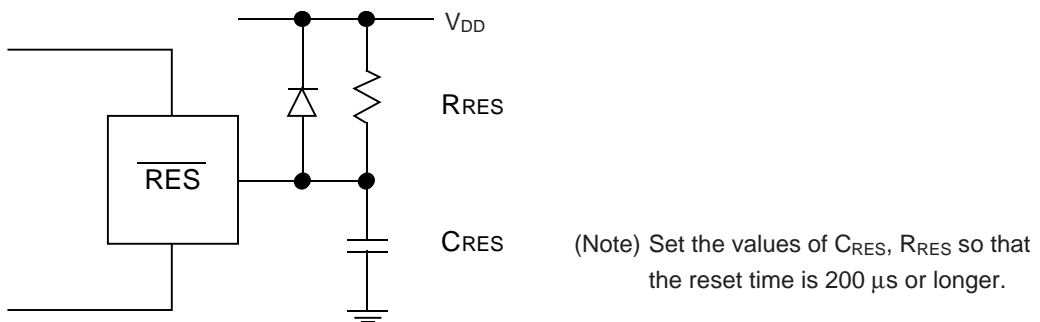 VDD
RRES
RES
CRES
(Note) Set the values of CRES, RRES so that
the reset time is 200 μs or longer.